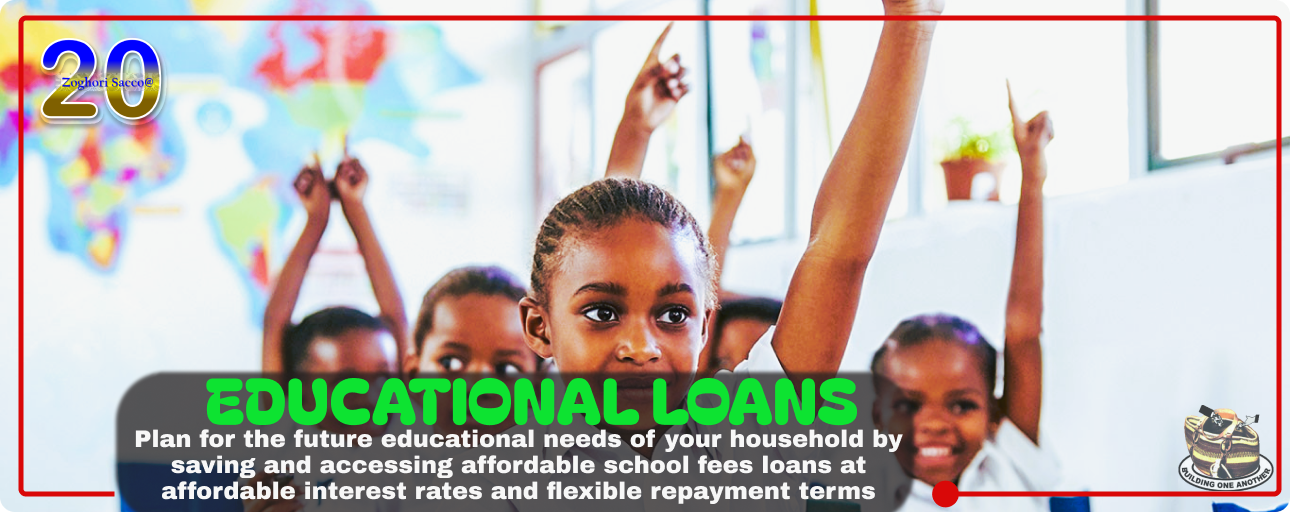 20
Zoghori Sacco®
EDUCATIONAL LOANS
Plan for the future educational needs of your household by
saving and accessing affordable school fees loans at
affordable interest rates and flexible repayment terms
BUILDING ONE ANOTHER